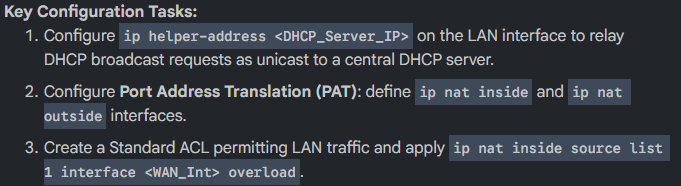 Key Configuration Tasks:
1. Configure ip helper-address <DHCP_Server_IP> on the LAN interface to relay
DHCP broadcast requests as unicast to a central DHCP server.
2. Configure Port Address Translation (PAT): define ip nat inside and ip nat
outside interfaces.
3. Create a Standard ACL permitting LAN traffic and apply ip nat inside source list
1 interface <WAN_Int> overload.